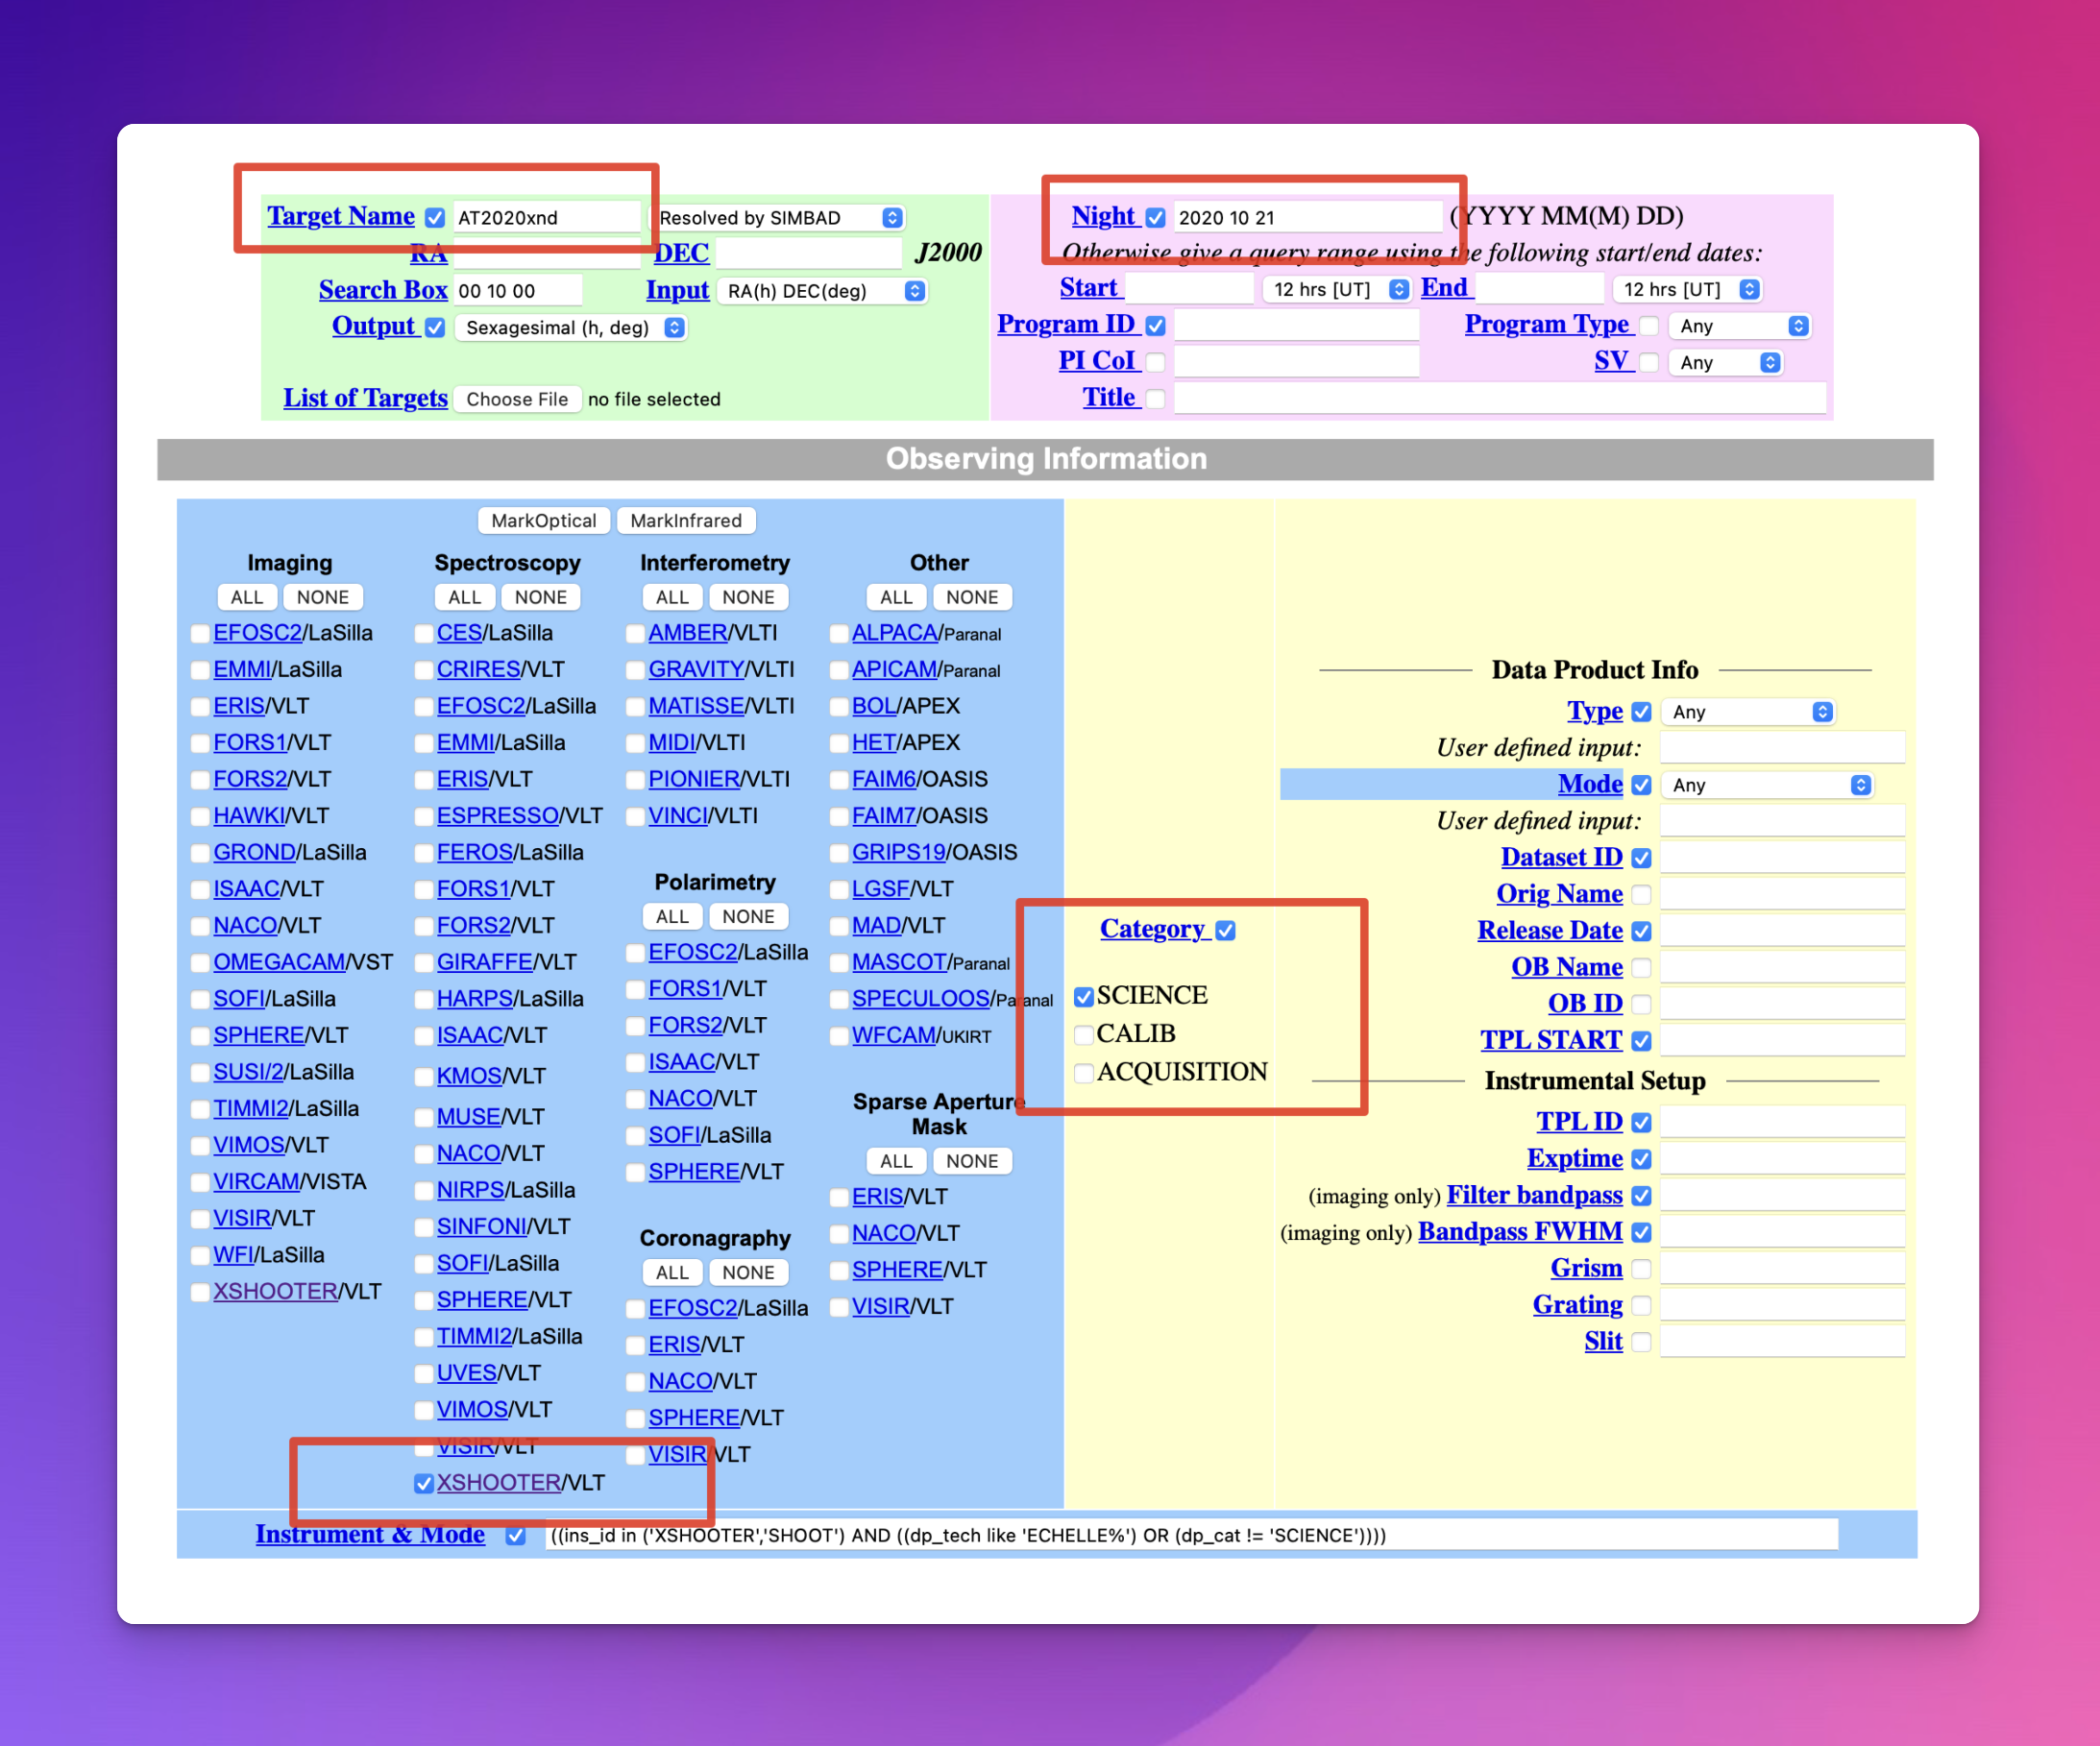 Target Name AT2020xnd Resolved by SIMBAD
RA DEC J2000
Search Box 00 10 00 Input RA(h) DEC(deg)
Output Sexagesimal (h, deg)
List of Targets Choose File no file selected
Night 2020 10 21 (YYYY MM(M) DD)
Otherwise give a query range using the following start/end dates:
Start 12 hrs [UT] End 12 hrs [UT]
Program ID Program Type Any
PI CoI SV Any
Title
Observing Information
MarkOptical MarkInfrared
Imaging
ALL NONE
EFOSC2/LaSilla
EMMI/LaSilla
ERIS/VLT
FORS1/VLT
FORS2/VLT
HAWKI/VLT
GROND/LaSilla
ISAAC/VLT
NACO/VLT
OMEGACAM/VST
SOFI/LaSilla
SPHERE/VLT
SUSI/2/LaSilla
TIMMI2/LaSilla
VIMOS/VLT
VIRCAM/VISTA
VISIR/VLT
WFI/LaSilla
XSHOOTER/VLT
Spectroscopy
ALL NONE
CES/LaSilla
CRIRES/VLT
EFOSC2/LaSilla
EMMI/LaSilla
ERIS/VLT
ESPRESSO/VLT
FEROS/LaSilla
FORS1/VLT
FORS2/VLT
GIRAFFE/VLT
HARPS/LaSilla
ISAAC/VLT
KMOS/VLT
MUSE/VLT
NACO/VLT
NIRPS/LaSilla
SINFONI/VLT
SOFI/LaSilla
SPHERE/VLT
TIMMI2/LaSilla
UVES/VLT
VIMOS/VLT
VISIR/VLT
XSHOOTER/VLT
Interferometry
ALL NONE
AMBER/VLTI
GRAVITY/VLTI
MATISSE/VLTI
MIDI/VLTI
PIONIER/VLTI
VINCI/VLTI
Polarimetry
ALL NONE
EFOSC2/LaSilla
FORS1/VLT
FORS2/VLT
ISAAC/VLT
NACO/VLT
SOFI/LaSilla
SPHERE/VLT
Coronagraphy
ALL NONE
EFOSC2/LaSilla
ERIS/VLT
NACO/VLT
SPHERE/VLT
VISIR/VLT
Other
ALL NONE
ALPACA/Paranal
APICAM/Paranal
BOL/APEX
HET/APEX
FAIM6/OASIS
FAIM7/OASIS
GRIPS19/OASIS
LGSF/VLT
MAD/VLT
MASCOT/Paranal
SPECULOOS/Paranal
WFCAM/UKIRT
Sparse Aperture
Mask
ALL NONE
ERIS/VLT
NACO/VLT
SPHERE/VLT
VISIR/VLT
Category
SCIENCE
CALIB
ACQUISITION
Data Product Info
Type Any
User defined input:
Mode Any
User defined input:
Dataset ID
Orig Name
Release Date
OB Name
OB ID
TPL START
Instrumental Setup
TPL ID
Exptime
(imaging only) Filter bandpass
(imaging only) Bandpass FWHM
Grism
Grating
Slit
Instrument & Mode ((ins_id in ('XSHOOTER','SHOOT') AND ((dp_tech like 'ECHELLE%') OR (dp_cat != 'SCIENCE'))))